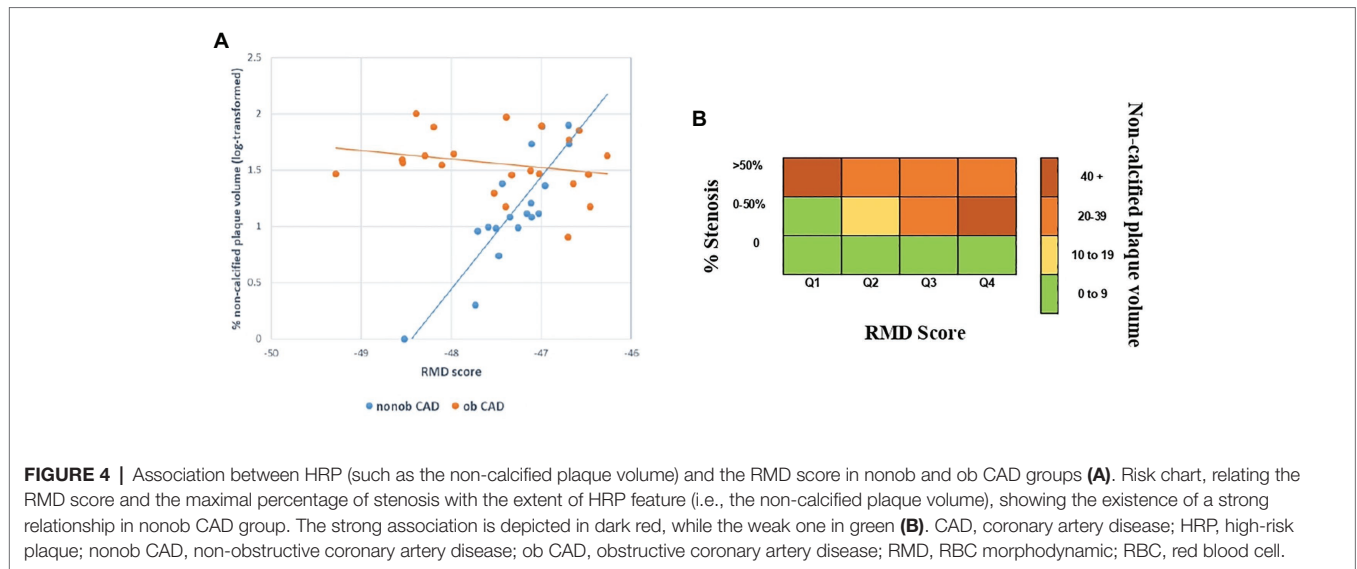 A
2.5
2
1.5
1
0.5
0
% non-calcified plaque volume (log-transformed)
-50
-49
-48
-47
-46
RMD score
nonob CAD
ob CAD
B
% Stenosis
>50%
0-50%
0
Q1
Q2
Q3
Q4
RMD Score
40 +
20-39
10 to 19
0 to 9
Non-calcified plaque volume
FIGURE 4 | Association between HRP (such as the non-calcified plaque volume) and the RMD score in nonob and ob CAD groups (A). Risk chart, relating the
RMD score and the maximal percentage of stenosis with the extent of HRP feature (i.e., the non-calcified plaque volume), showing the existence of a strong
relationship in nonob CAD group. The strong association is depicted in dark red, while the weak one in green (B). CAD, coronary artery disease; HRP, high-risk
plaque; nonob CAD, non-obstructive coronary artery disease; ob CAD, obstructive coronary artery disease; RMD, RBC morphodynamic; RBC, red blood cell.